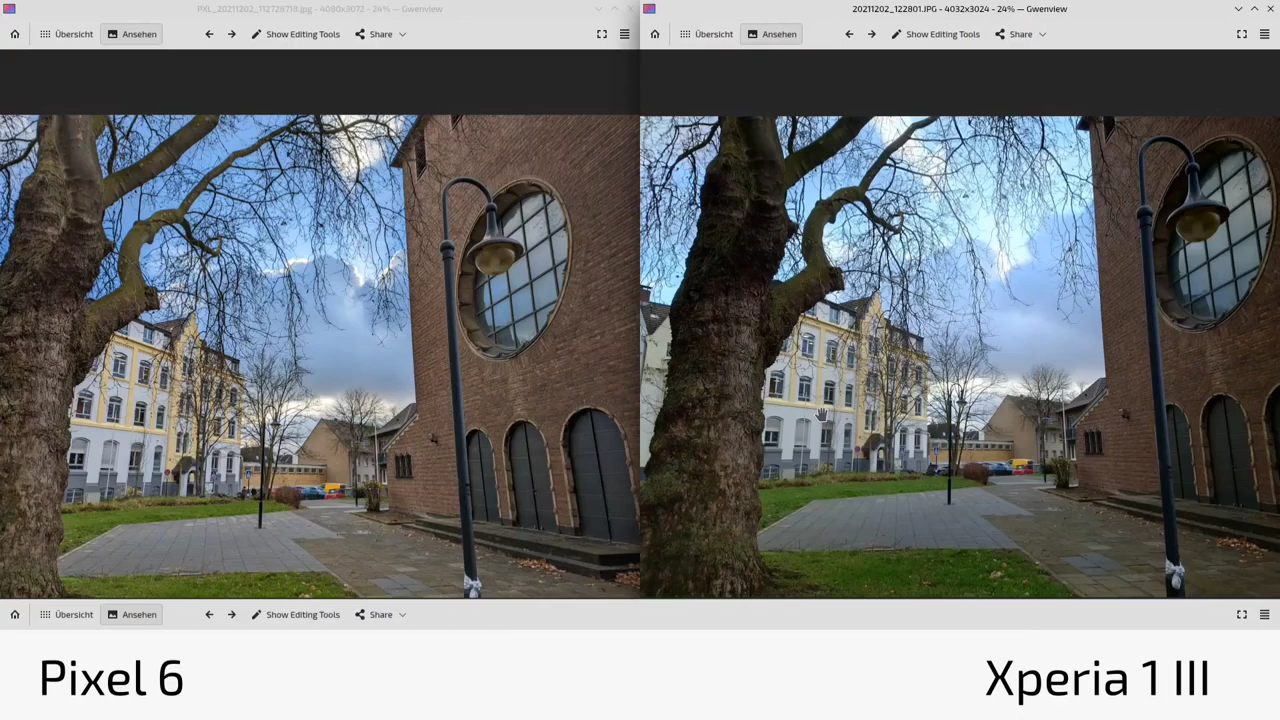 PXL_20211202_112728718.jpg - 4080x3072 - 24% — Gwenview
20211202_122801.JPG - 4032x3024 - 24% — Gwenview
Übersicht Ansehen Show Editing Tools Share
Übersicht Ansehen Show Editing Tools Share
Übersicht Ansehen Show Editing Tools Share
Pixel 6
Xperia 1 III